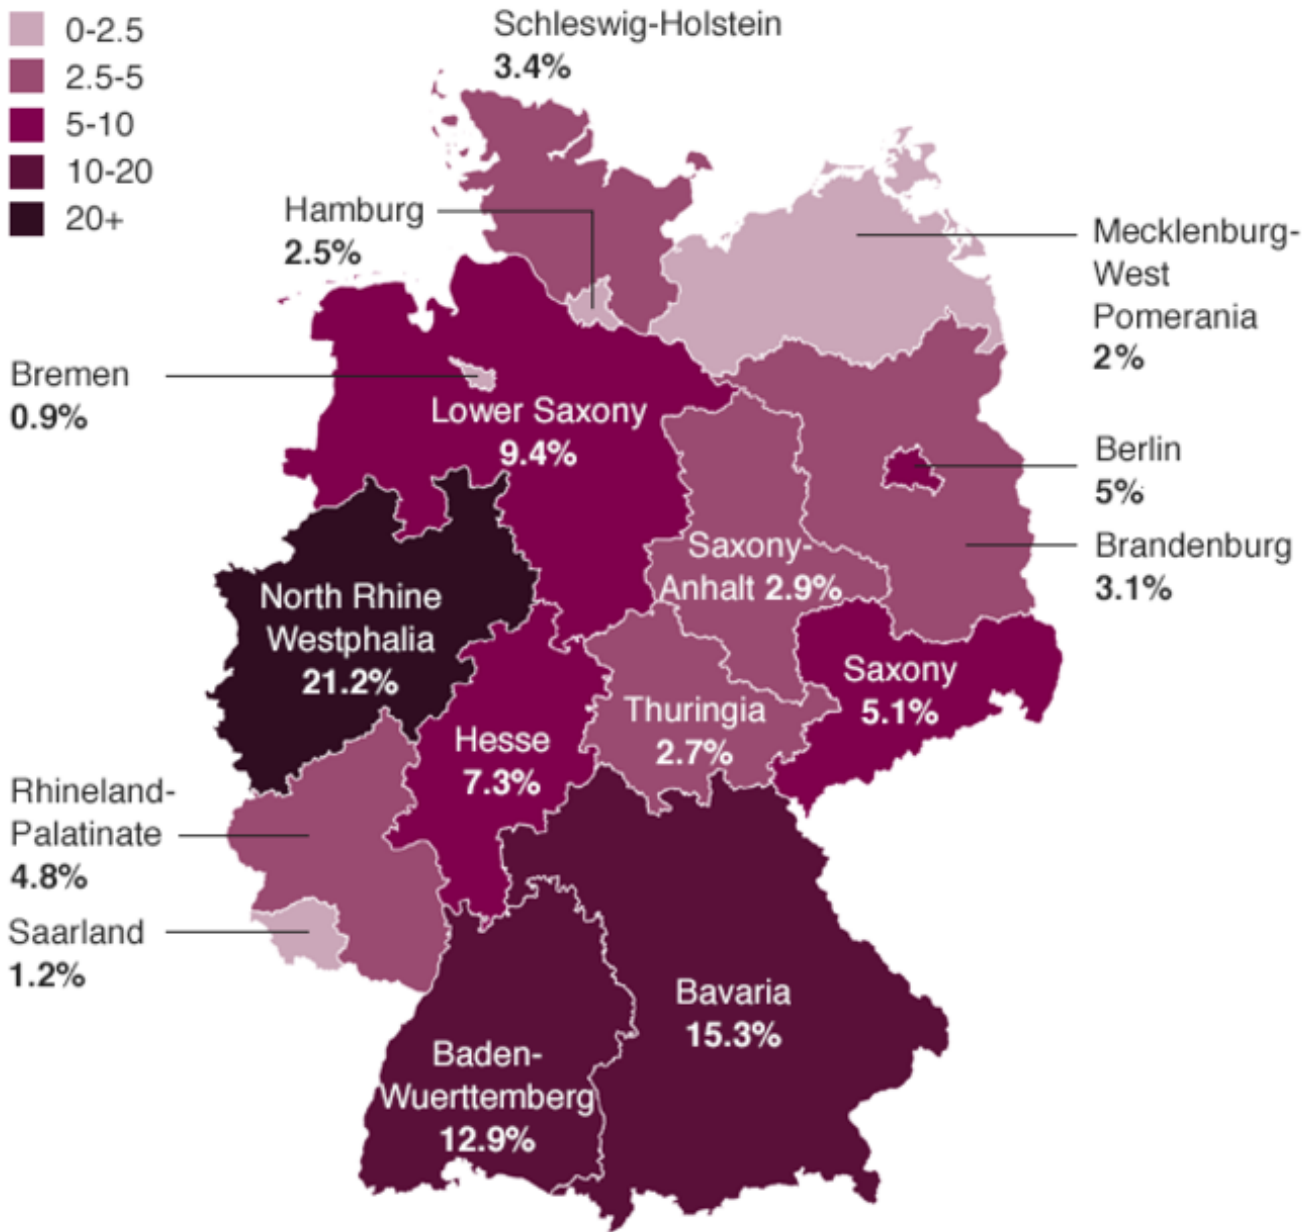 0-2.5
2.5-5
5-10
10-20
20+
Schleswig-Holstein
3.4%
Hamburg
2.5%
Mecklenburg-
West
Pomerania
2%
Bremen
0.9%
Lower Saxony
9.4%
Berlin
5%
Brandenburg
3.1%
Saxony-
Anhalt 2.9%
North Rhine
Westphalia
21.2%
Saxony
5.1%
Thuringia
2.7%
Hesse
7.3%
Rhineland-
Palatinate
4.8%
Saarland
1.2%
Bavaria
15.3%
Baden-
Wuerttemberg
12.9%